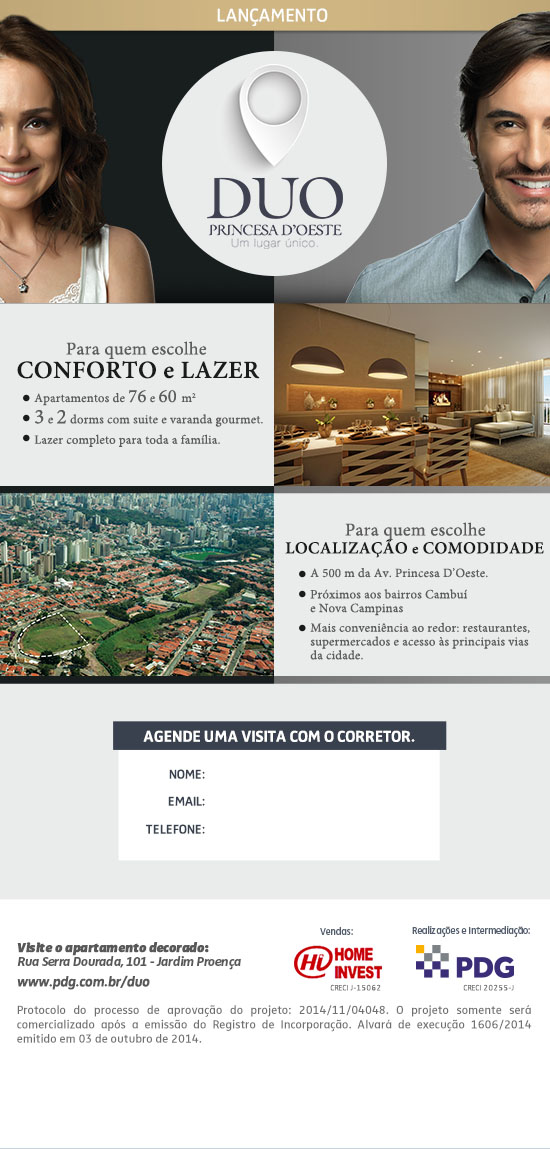 LANÇAMENTO
DUO
PRINCESA D'OESTE
Um lugar único.
Para quem escolhe
CONFORTO e LAZER
• Apartamentos de 76 e 60 m²
• 3 e 2 dorms com suite e varanda gourmet.
• Lazer completo para toda a família.
Para quem escolhe
LOCALIZAÇÃO e COMODIDADE
• A 500 m da Av. Princesa D'Oeste.
• Próximos aos bairros Cambuí
e Nova Campinas
• Mais conveniência ao redor: restaurantes,
supermercados e acesso às principais vias
da cidade.
AGENDE UMA VISITA COM O CORRETOR.
NOME:
EMAIL:
TELEFONE:
Visite o apartamento decorado:
Rua Serra Dourada, 101 - Jardim Proença
www.pdg.com.br/duo
Vendas:
Hi HOME
INVEST
CRECI J-15062
Realizações e Intermediação:
PDG
CRECI 20255-J
Protocolo do processo de aprovação do projeto: 2014/11/04048. O projeto somente será
comercializado após a emissão do Registro de Incorporação. Alvará de execução 1606/2014
emitido em 03 de outubro de 2014.